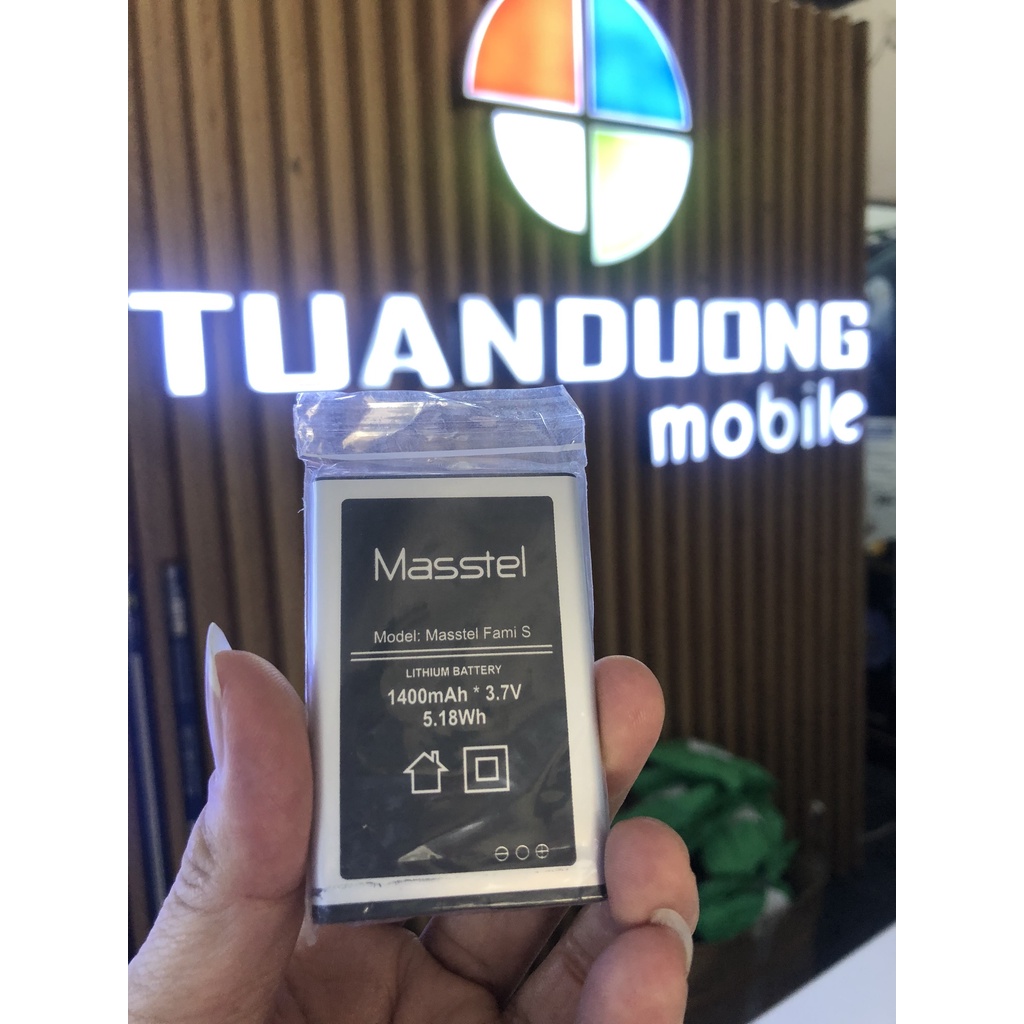 TUANDUONG
mobile
Masstel
Model: Masstel Fami S
LITHIUM BATTERY
1400mAh * 3.7V
5.18Wh